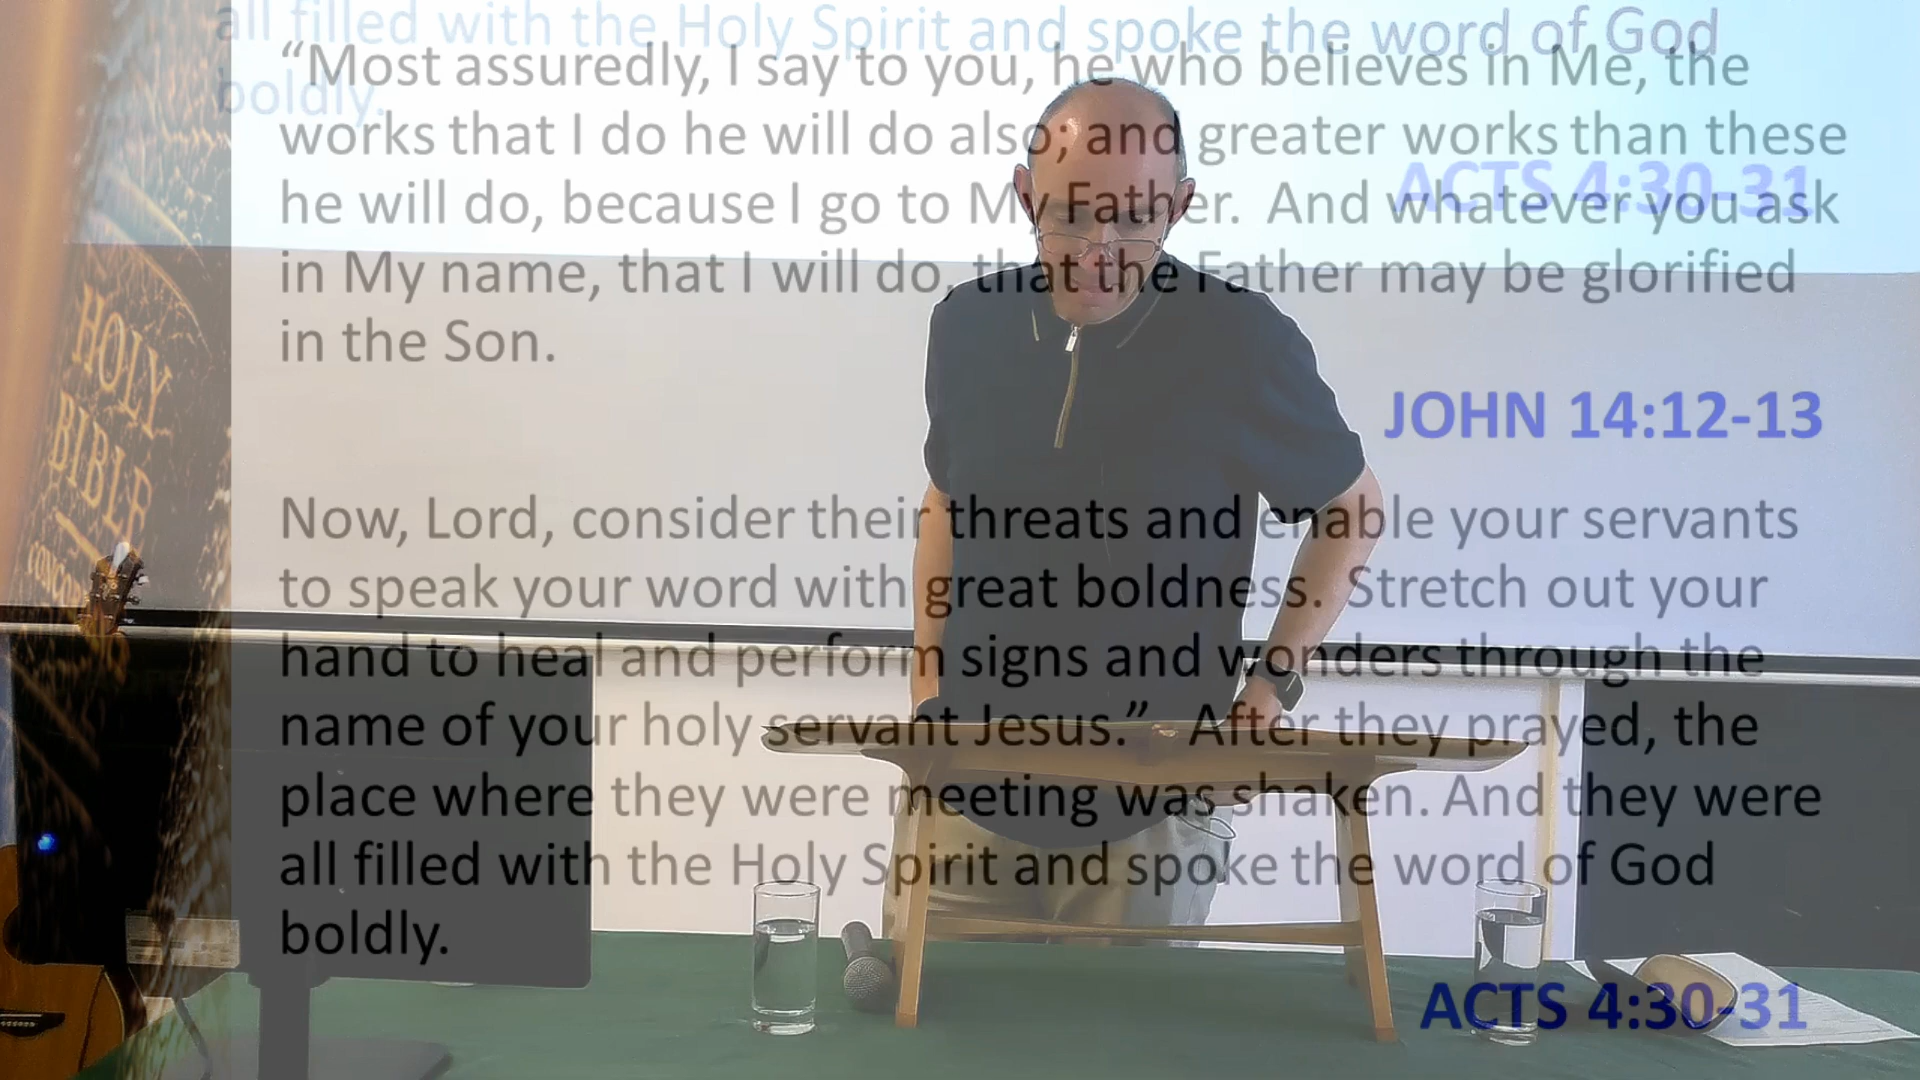 all filled with the Holy Spirit and spoke the word of God
boldly.
ACTS 4:30-31
“Most assuredly, I say to you, he who believes in Me, the
works that I do he will do also; and greater works than these
he will do, because I go to My Father. And whatever you ask
in My name, that I will do, that the Father may be glorified
in the Son.
JOHN 14:12-13
Now, Lord, consider their threats and enable your servants
to speak your word with great boldness. Stretch out your
hand to heal and perform signs and wonders through the
name of your holy servant Jesus.” After they prayed, the
place where they were meeting was shaken. And they were
all filled with the Holy Spirit and spoke the word of God
boldly.
ACTS 4:30-31
HOLY
BIBLE